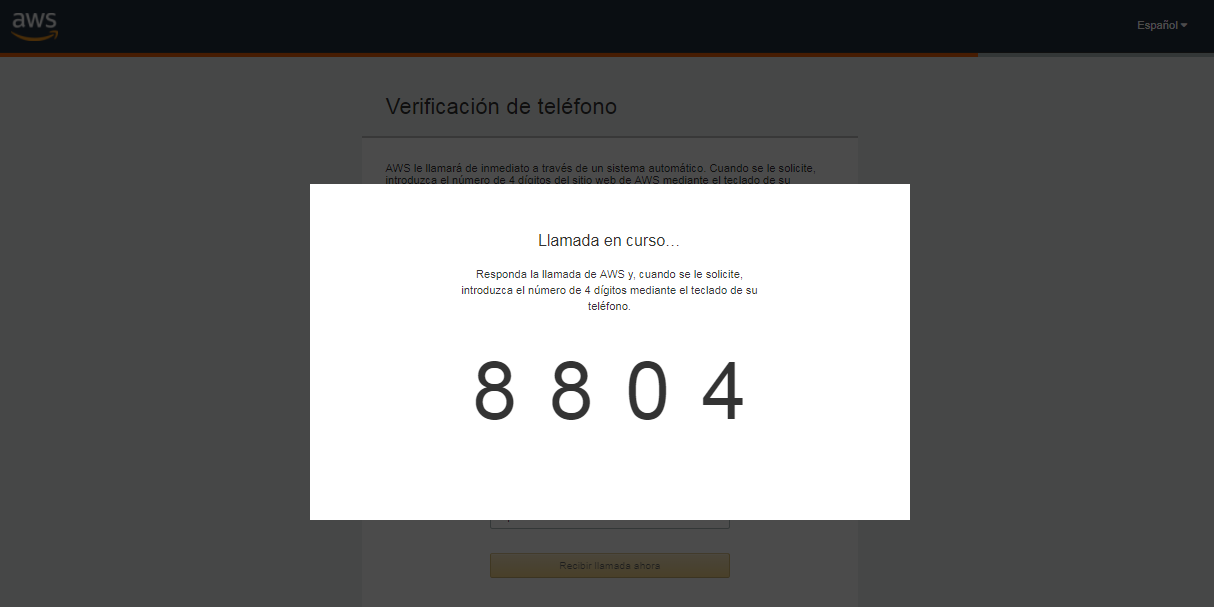 aws
Español
Verificación de teléfono
AWS le llamará de inmediato a través de un sistema automático. Cuando se le solicite,
introduzca el número de 4 dígitos del sitio web de AWS mediante el teclado de su
Llamada en curso...
Responda la llamada de AWS y, cuando se le solicite,
introduzca el número de 4 dígitos mediante el teclado de su
teléfono.
8 8 0 4
Recibir llamada ahora